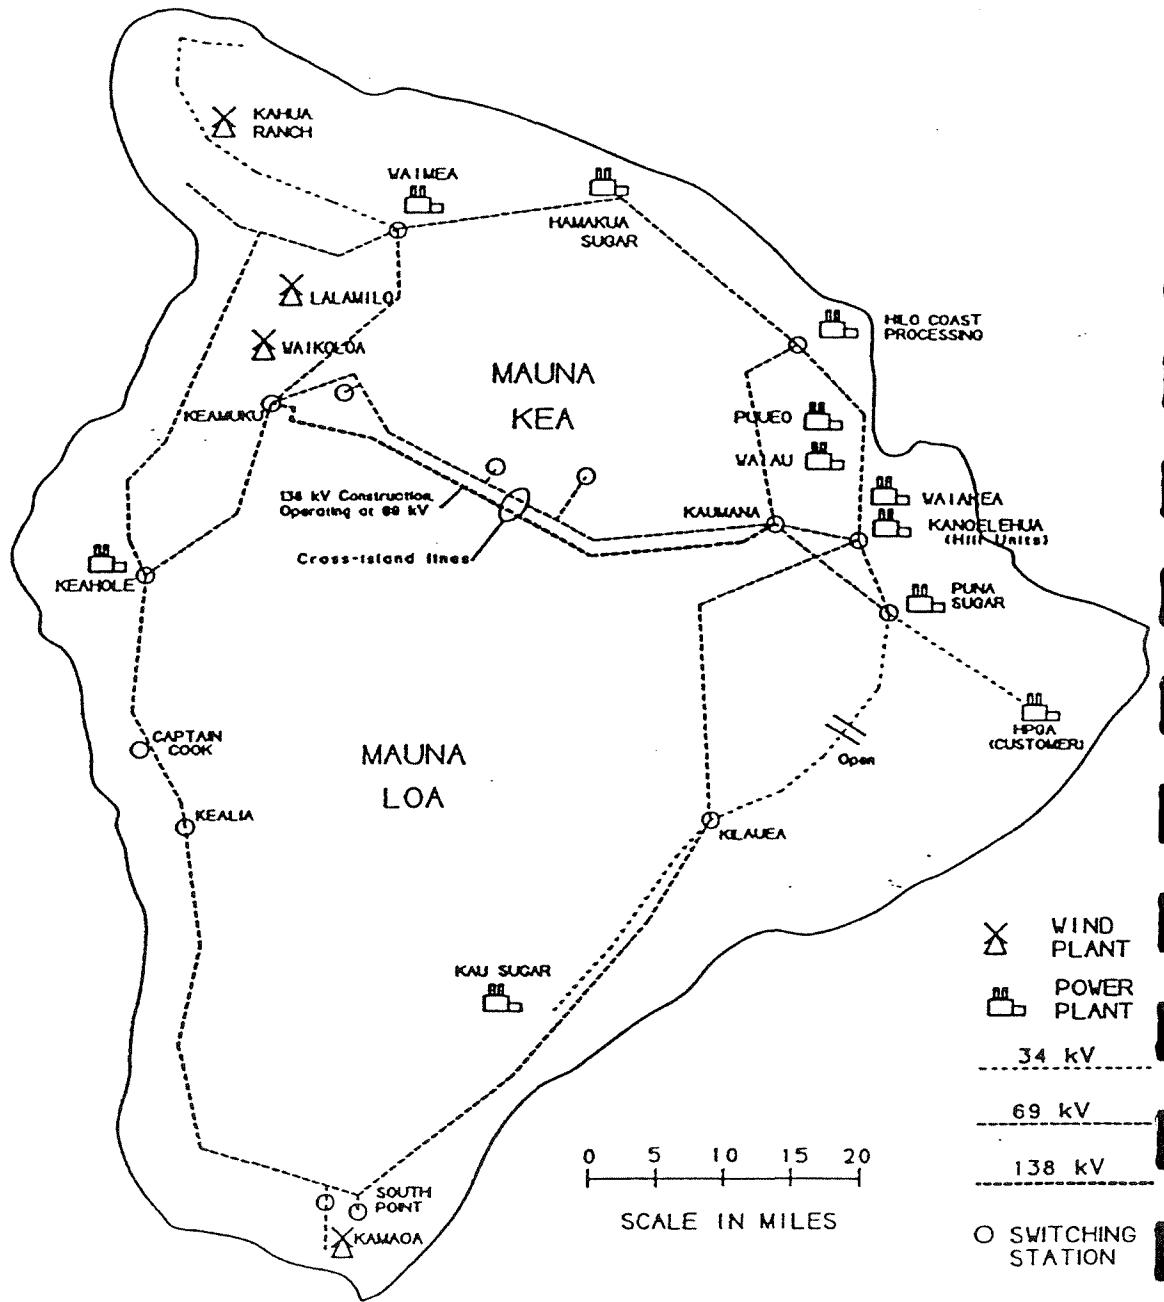 KAHUA
RANCH
WAIMEA
HAMAKUA
SUGAR
LALAMILO
WAIKOLOA
HILO COAST
PROCESSING
MAUNA
KEA
KEAMUKU
PUUEO
WAIAU
138 kV Construction,
Operating at 69 kV
KAUMANA
WAIAKEA
KANOELEHUA
(Hill Units)
Cross-island lines
KEAHOLE
PUNA
SUGAR
HPGA
(CUSTOMER)
CAPTAIN
COOK
MAUNA
LOA
Open
KEALIA
KILAUEA
KAU SUGAR
WIND
PLANT
POWER
PLANT
34 kV
69 kV
138 kV
0 5 10 15 20
SCALE IN MILES
SOUTH
POINT
KAMAOA
SWITCHING
STATION